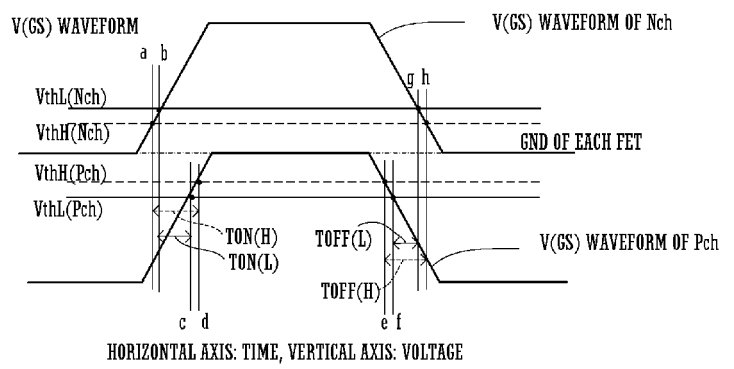 V(GS) WAVEFORM
V(GS) WAVEFORM OF Nch
a b
g h
VthL(Nch)
VthH(Nch)
GND OF EACH FET
VthH(Pch)
VthL(Pch)
TON(H)
TON(L)
TOFF(L)
TOFF(H)
V(GS) WAVEFORM OF Pch
c d
e f
HORIZONTAL AXIS: TIME, VERTICAL AXIS: VOLTAGE